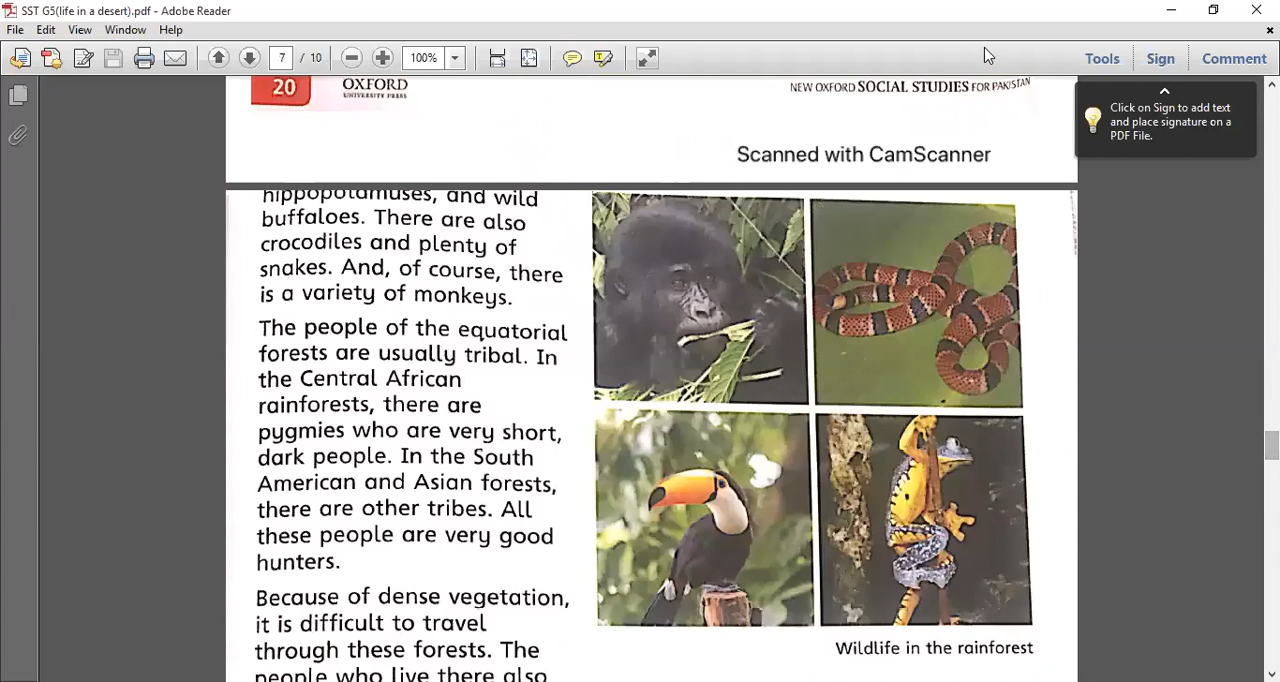 SST G5(life in a desert).pdf - Adobe Reader
File Edit View Window Help
7 / 10
100%
Tools Sign Comment
Click on Sign to add text
and place signature on a
PDF File.
20
OXFORD
UNIVERSITY PRESS
NEW OXFORD SOCIAL STUDIES FOR PAKISTAN
Scanned with CamScanner
hippopotamuses, and wild
buffaloes. There are also
crocodiles and plenty of
snakes. And, of course, there
is a variety of monkeys.
The people of the equatorial
forests are usually tribal. In
the Central African
rainforests, there are
pygmies who are very short,
dark people. In the South
American and Asian forests,
there are other tribes. All
these people are very good
hunters.
Because of dense vegetation,
it is difficult to travel
through these forests. The
people who live there also
Wildlife in the rainforest